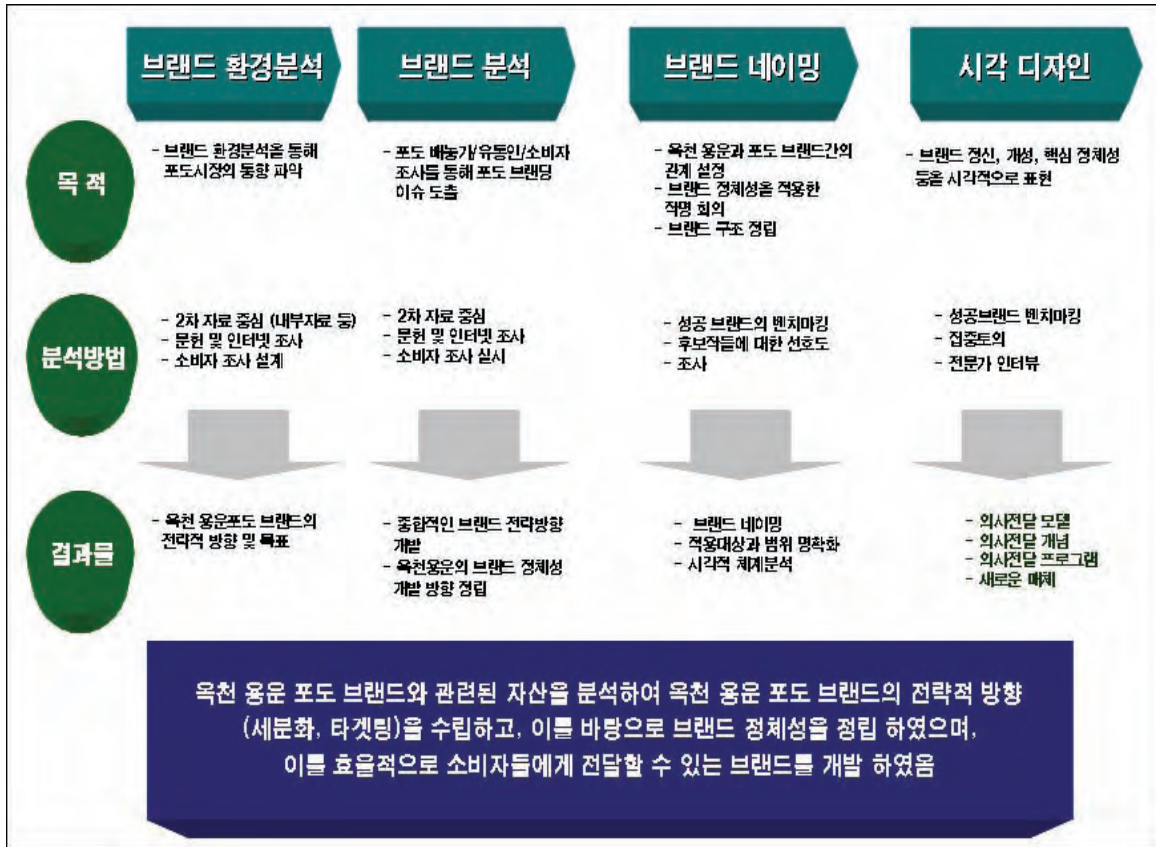 브랜드 환경분석
브랜드 분석
브랜드 네이밍
시각 디자인
목 적
- 브랜드 환경분석을 통해
포도시장의 동향 파악
- 포도 배농가/유통인/소비자
조사를 통해 포도 브랜딩
이슈 도출
- 옥천 용운과 포도 브랜드간의
관계 설정
- 브랜드 정체성을 적용한
작명 회의
- 브랜드 구조 정립
- 브랜드 정신, 개성, 핵심 정체성
등을 시각적으로 표현
분석방법
- 2차 자료 중심 (내부자료 등)
- 문헌 및 인터넷 조사
- 소비자 조사 설계
- 2차 자료 중심
- 문헌 및 인터넷 조사
- 소비자 조사 실시
- 성공 브랜드의 벤치마킹
- 후보작들에 대한 선호도
- 조사
- 성공브랜드 벤치마킹
- 집중토의
- 전문가 인터뷰
결과물
- 옥천 용운포도 브랜드의
전략적 방향 및 목표
- 종합적인 브랜드 전략방향
개발
- 옥천용운의 브랜드 정체성
개발 방향 정립
- 브랜드 네이밍
- 적용대상과 범위 명확화
- 시각적 체계분석
- 의사전달 모델
- 의사전달 개념
- 의사전달 프로그램
- 새로운 매체
옥천 용운 포도 브랜드와 관련된 자산을 분석하여 옥천 용운 포도 브랜드의 전략적 방향
(세분화, 타겟팅)을 수립하고, 이를 바탕으로 브랜드 정체성을 정립 하였으며,
이를 효율적으로 소비자들에게 전달할 수 있는 브랜드를 개발 하였음